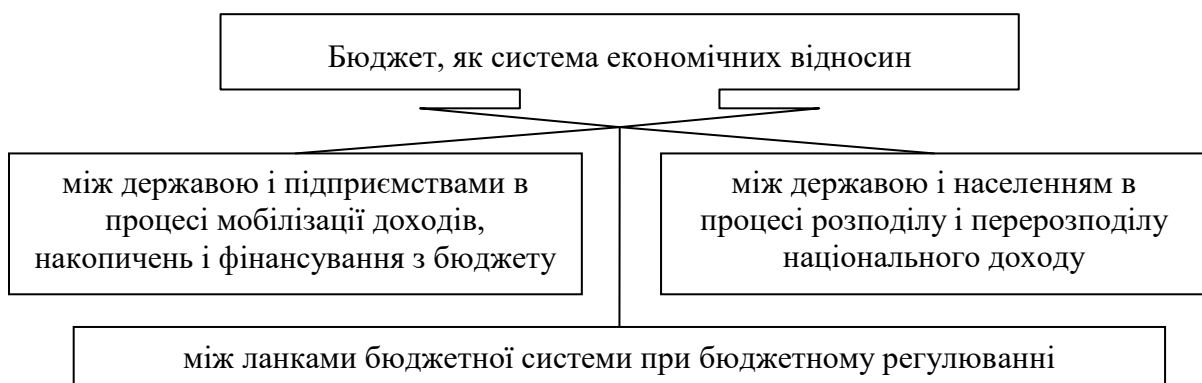 Бюджет, як система економічних відносин
між державою і підприємствами в
процесі мобілізації доходів,
накопичень і фінансування з бюджету
між державою і населенням в
процесі розподілу і перерозподілу
національного доходу
між ланками бюджетної системи при бюджетному регулюванні